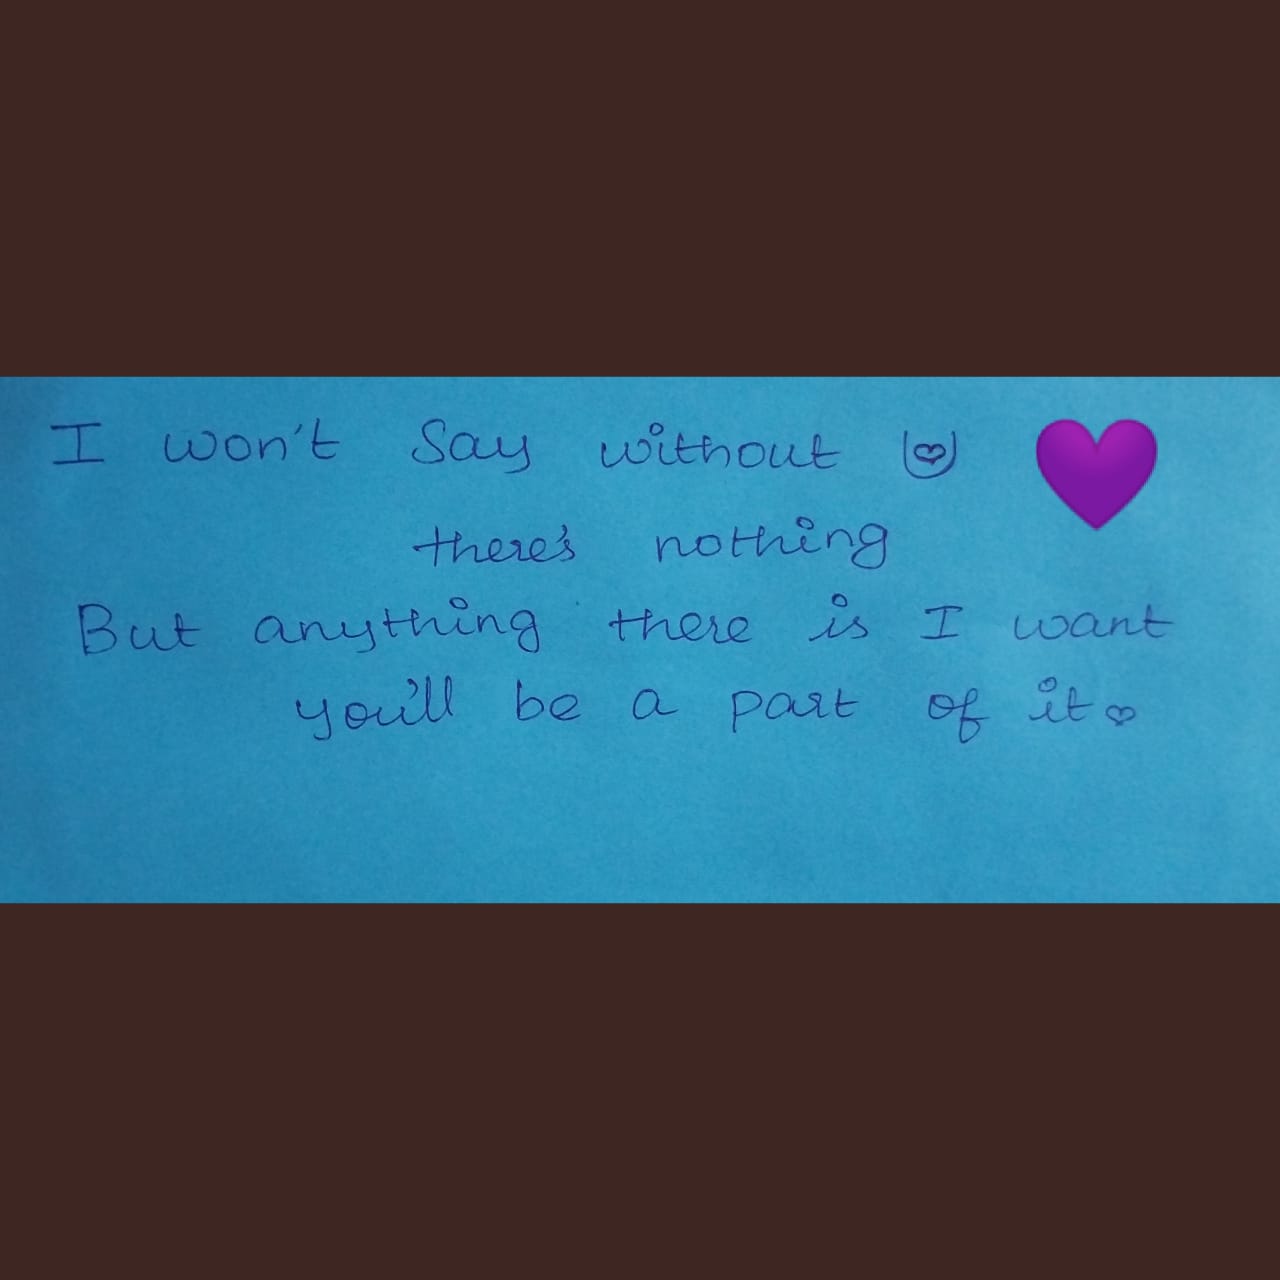 I won't Say without U 💜
there's nothing
But anything there is I want
you'll be a part of it♡